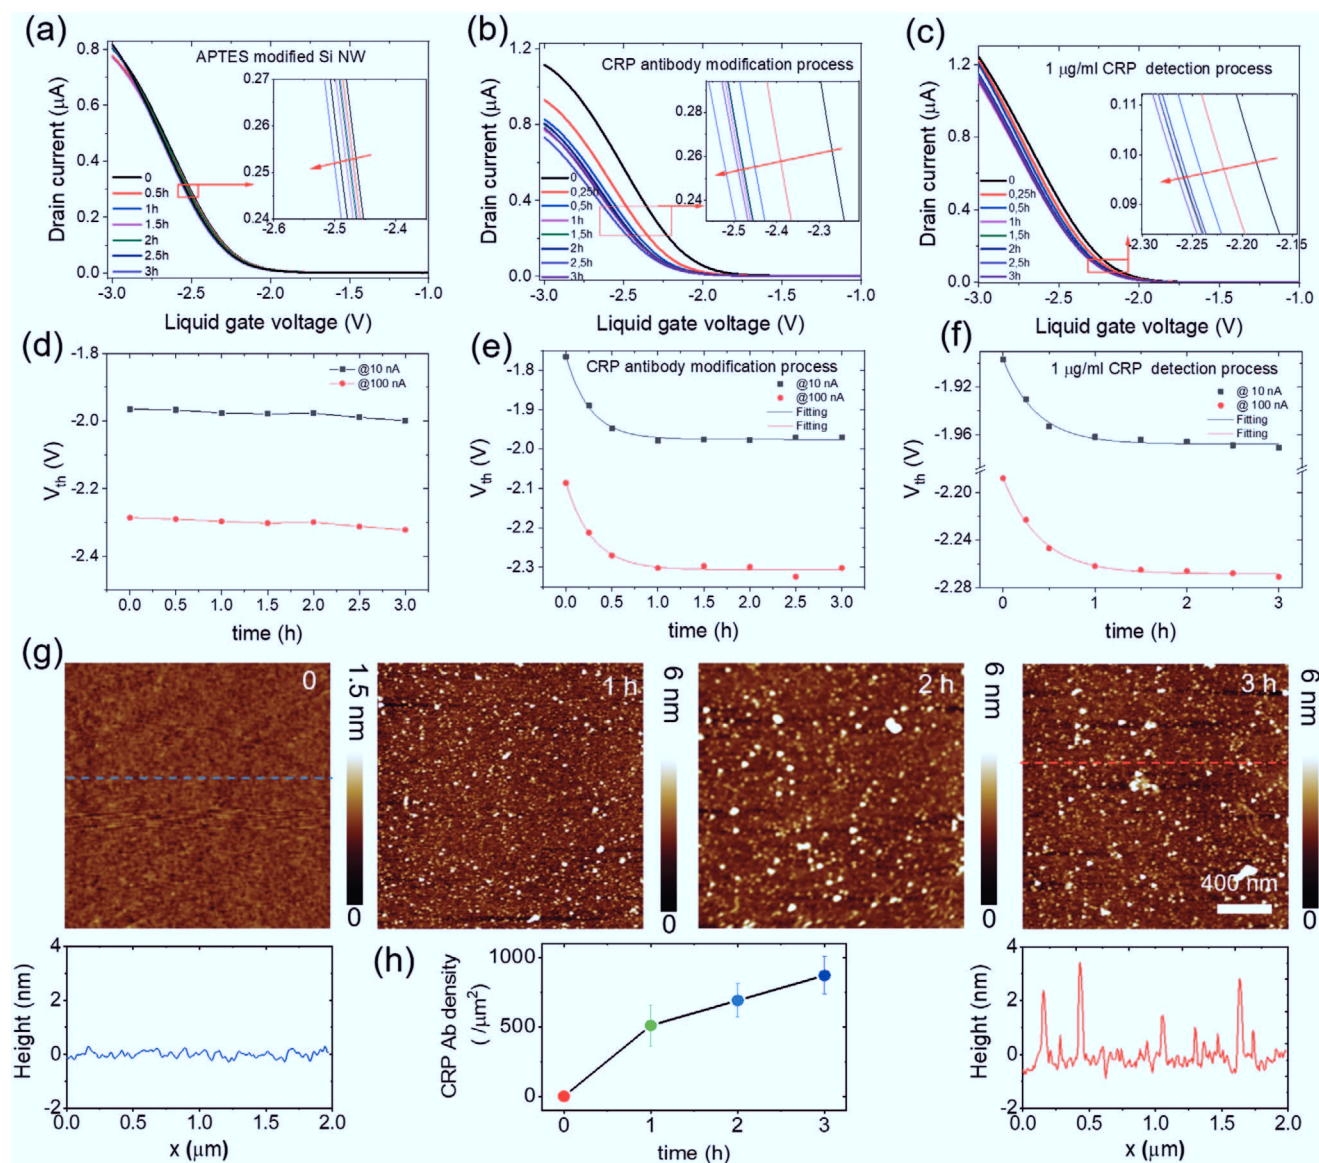 (a)
APTES modified Si NW
Drain current (μA)
0.8
0.6
0.4
0.2
0.0
0.27
0.26
0.25
0.24
-2.6
-2.5
-2.4
0
0.5h
1h
1.5h
2h
2.5h
3h
-3.0
-2.5
-2.0
-1.5
-1.0
Liquid gate voltage (V)
(b)
CRP antibody modification process
Drain current (μA)
1.2
0.8
0.4
0.0
0.28
0.26
0.24
-2.5
-2.4
-2.3
0
0,25h
0,5h
1h
1,5h
2h
2,5h
3h
-3.0
-2.5
-2.0
-1.5
-1.0
Liquid gate voltage (V)
(c)
1 μg/ml CRP detection process
Drain current (μA)
1.2
0.8
0.4
0.0
0.11
0.10
0.09
-2.30
-2.25
-2.20
-2.15
0
0,25h
0,5h
1h
1,5h
2h
2,5h
3h
-3.0
-2.5
-2.0
-1.5
-1.0
Liquid gate voltage (V)
(d)
Vth (V)
-1.8
-2.0
-2.2
-2.4
@10 nA
@100 nA
0.0
0.5
1.0
1.5
2.0
2.5
3.0
time (h)
(e)
CRP antibody modification process
Vth (V)
-1.8
-1.9
-2.0
-2.1
-2.2
-2.3
@10 nA
@100 nA
Fitting
Fitting
0.0
0.5
1.0
1.5
2.0
2.5
3.0
time (h)
(f)
1 μg/ml CRP detection process
Vth (V)
-1.92
-1.96
-2.20
-2.24
-2.28
@ 10 nA
@ 100 nA
Fitting
Fitting
0
1
2
3
time (h)
(g)
0
1.5 nm
0
1 h
6 nm
0
2 h
6 nm
0
3 h
400 nm
6 nm
0
Height (nm)
4
2
0
-2
0.0
0.5
1.0
1.5
2.0
x (μm)
(h)
CRP Ab density
( /μm2)
1000
500
0
0
1
2
3
time (h)
Height (nm)
4
2
0
-2
0.0
0.5
1.0
1.5
2.0
x (μm)